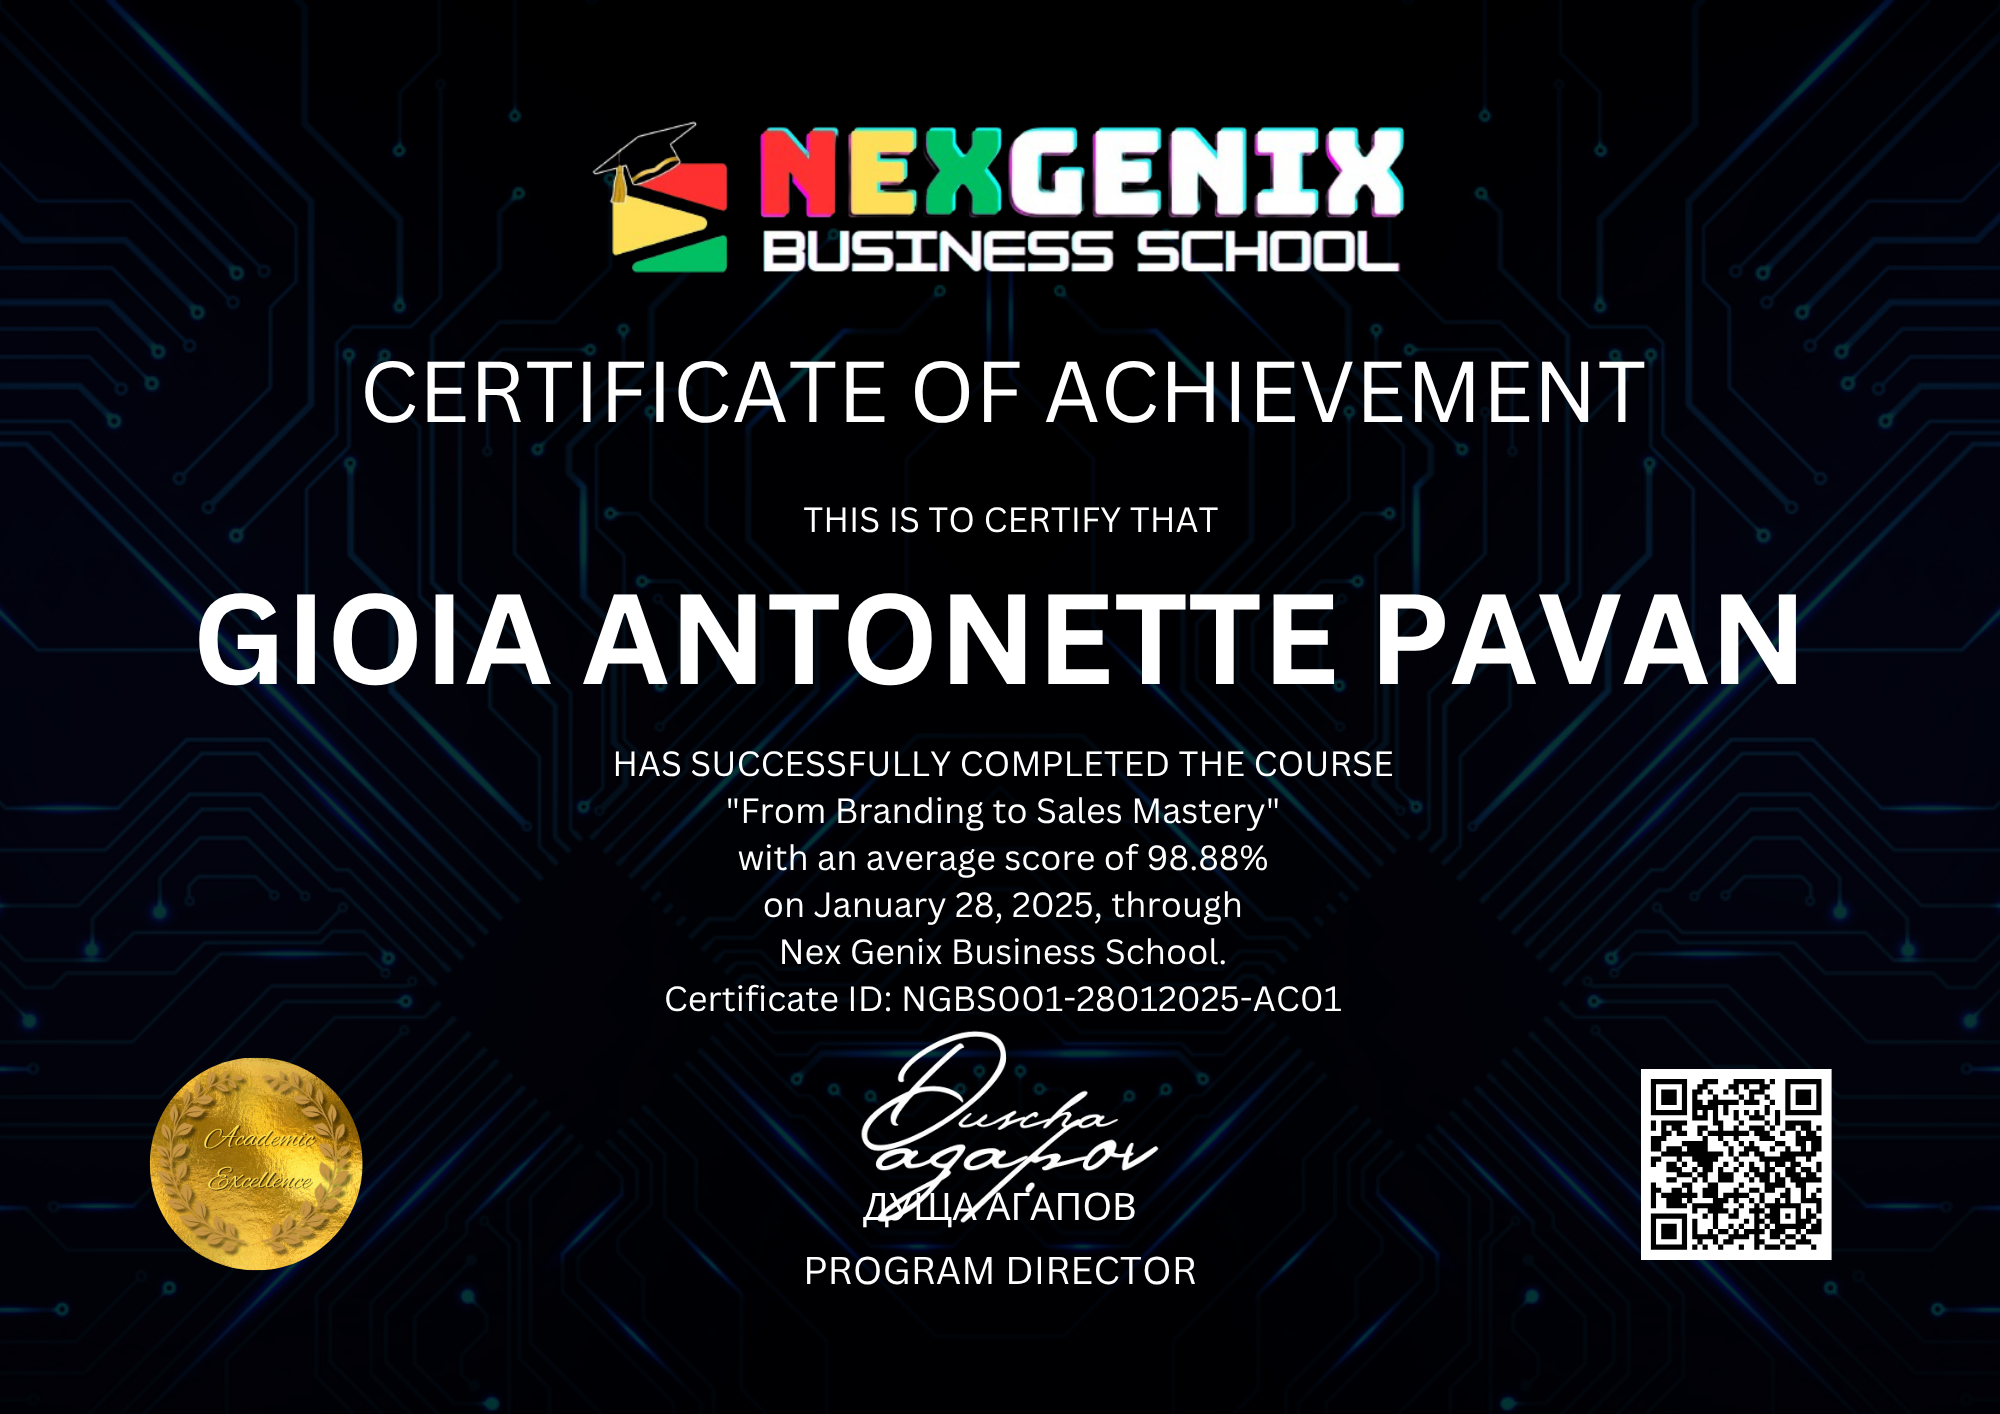 NEXGENIX
BUSINESS SCHOOL
CERTIFICATE OF ACHIEVEMENT
THIS IS TO CERTIFY THAT
GIOIA ANTONETTE PAVAN
HAS SUCCESSFULLY COMPLETED THE COURSE
"From Branding to Sales Mastery"
with an average score of 98.88%
on January 28, 2025, through
Nex Genix Business School.
Certificate ID: NGBS001-28012025-AC01
Duscha
agapov
ДУЩА АГАПОВ
PROGRAM DIRECTOR
Academic
Excellence